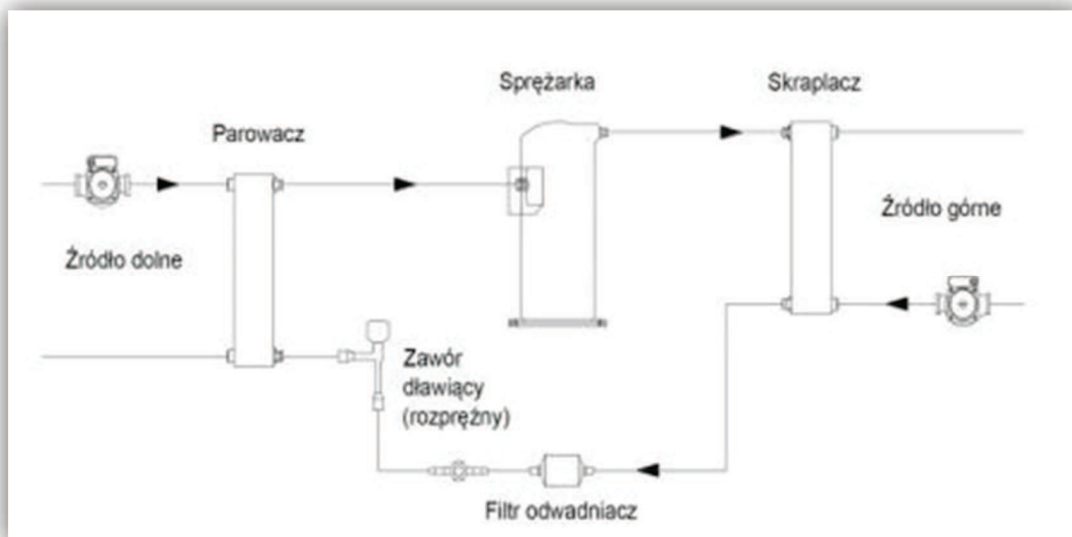 Sprężarka
Skraplacz
Parowacz
Źródło górne
Źródło dolne
Zawór
dławiący
(rozprężny)
Filtr odwadniacz